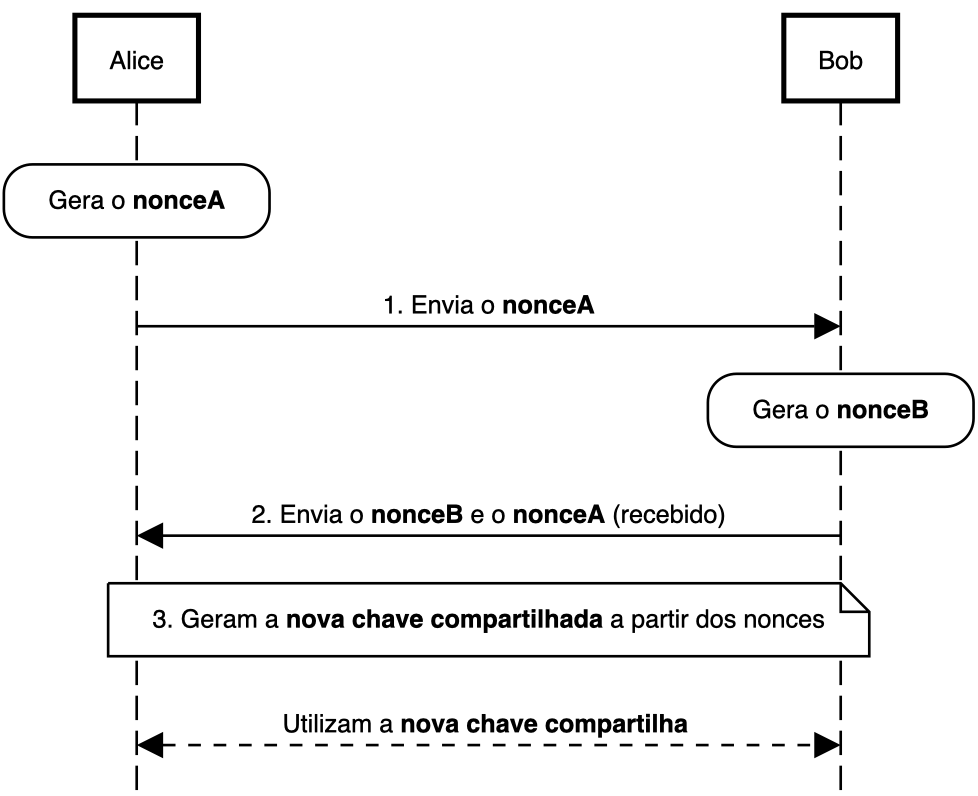 Alice
Bob
Gera o nonceA
1. Envia o nonceA
Gera o nonceB
2. Envia o nonceB e o nonceA (recebido)
3. Geram a nova chave compartilhada a partir dos nonces
Utilizam a nova chave compartilha